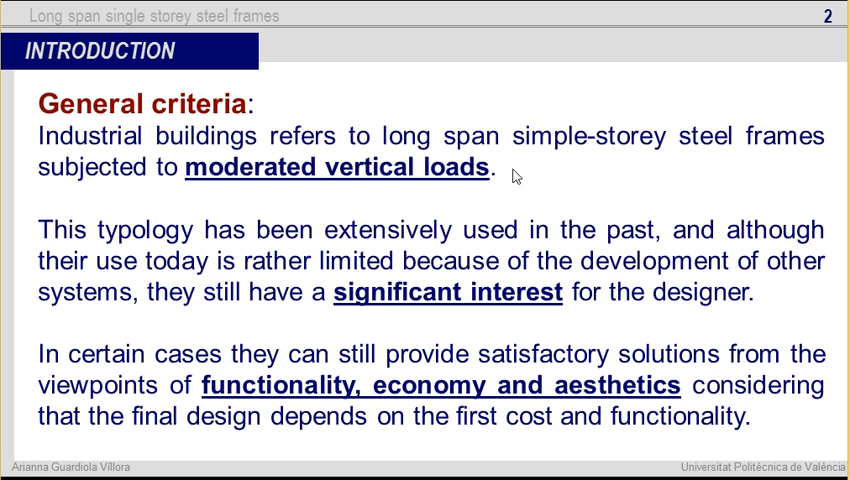 Long span single storey steel frames
2
INTRODUCTION
General criteria:
Industrial buildings refers to long span simple-storey steel frames
subjected to moderated vertical loads.
This typology has been extensively used in the past, and although
their use today is rather limited because of the development of other
systems, they still have a significant interest for the designer.
In certain cases they can still provide satisfactory solutions from the
viewpoints of functionality, economy and aesthetics considering
that the final design depends on the first cost and functionality.
Arianna Guardiola Víllora
Universitat Politècnica de València